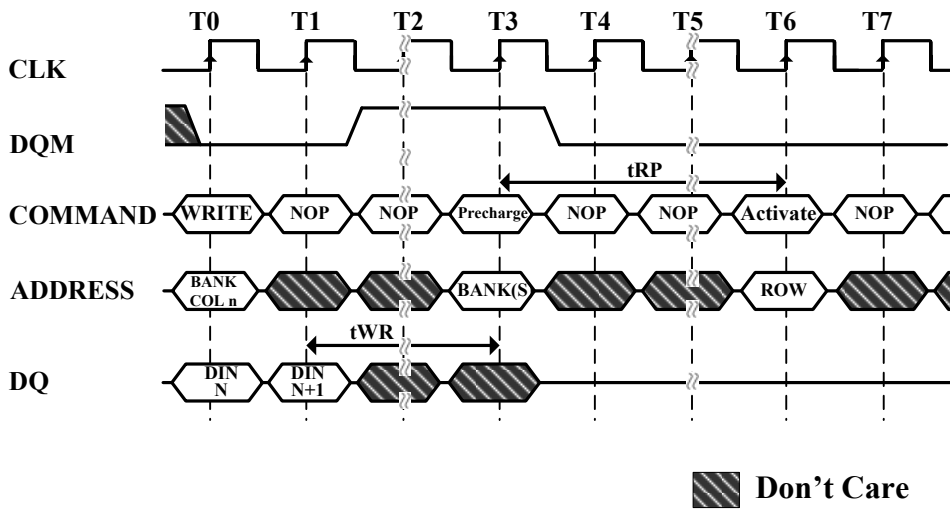 T0 T1 T2 T3 T4 T5 T6 T7
CLK
DQM
tRP
COMMAND WRITE NOP NOP Precharge NOP NOP Activate NOP
ADDRESS BANK COL n BANK(S ROW
tWR
DQ DIN N DIN N+1
Don't Care